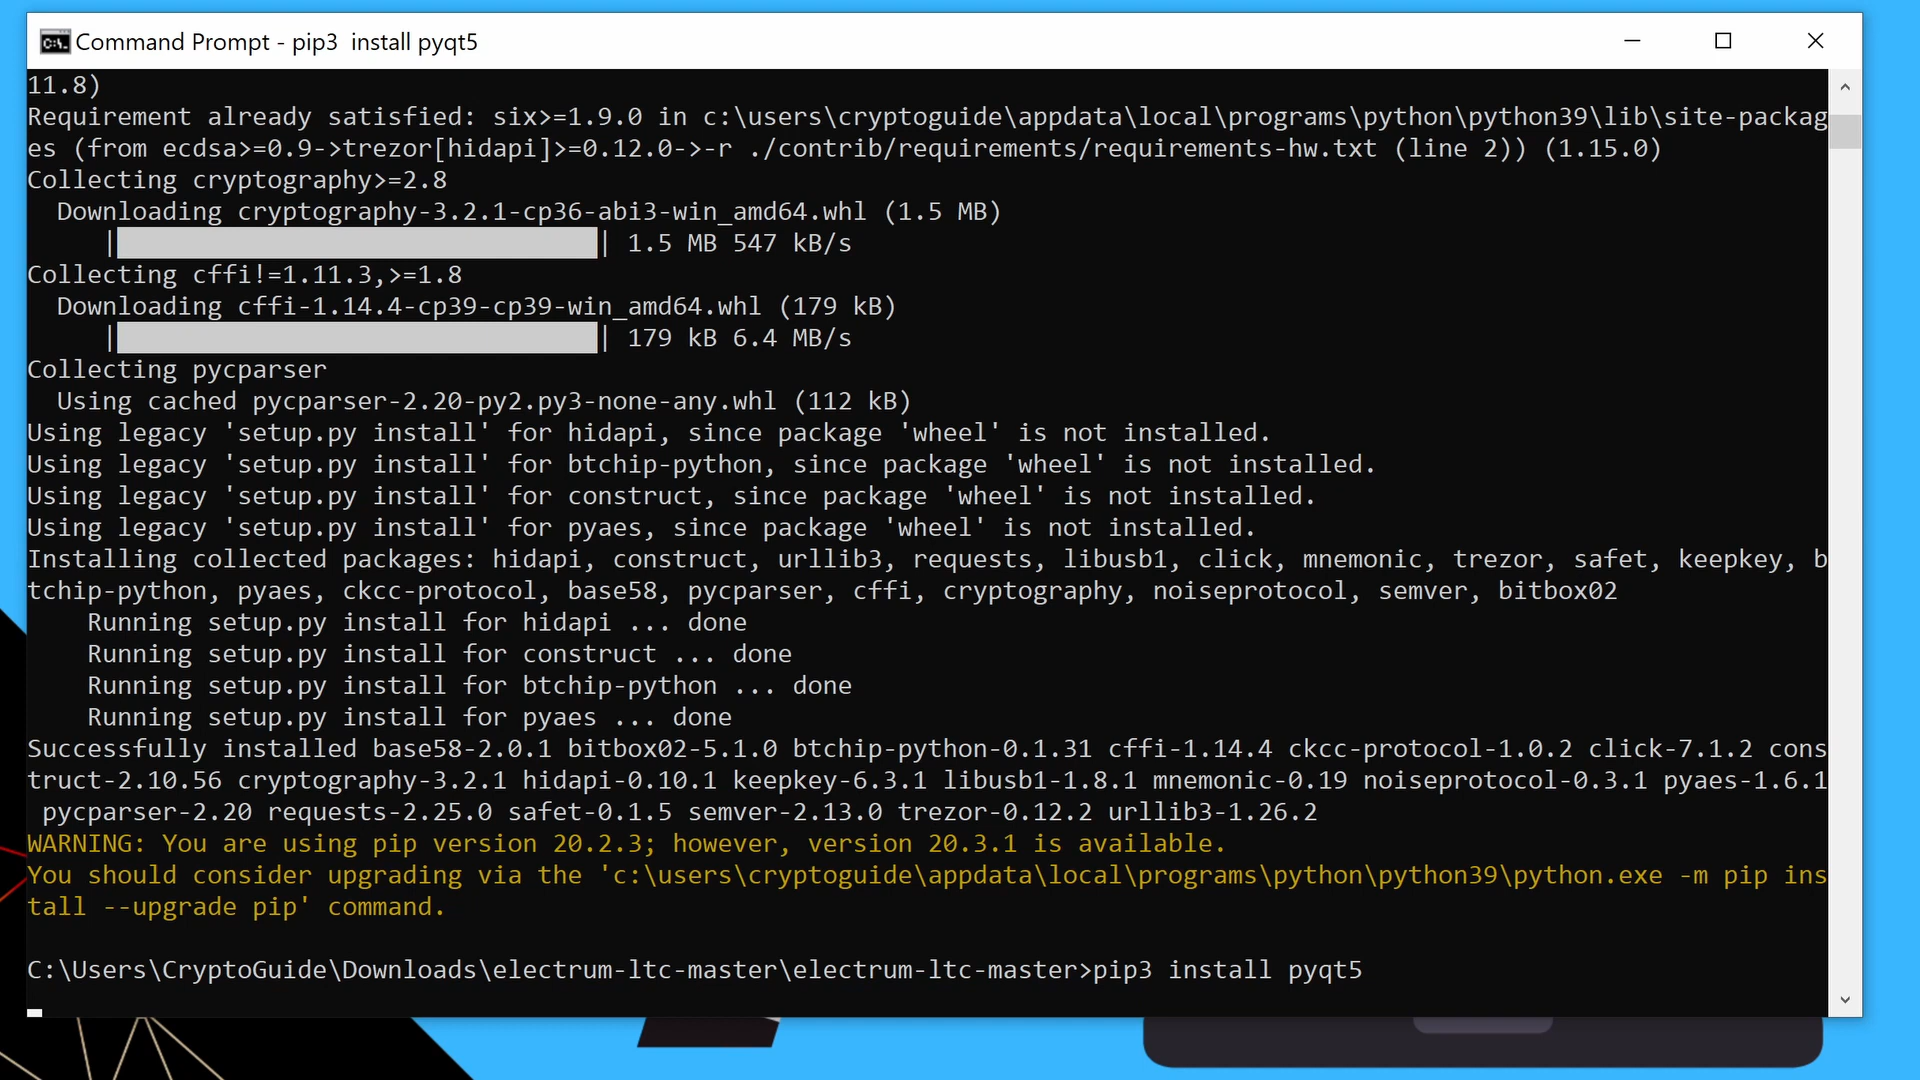 Command Prompt - pip3  install pyqt5
11.8)
Requirement already satisfied: six>=1.9.0 in c:\users\cryptoguide\appdata\local\programs\python\python39\lib\site-packag
es (from ecdsa>=0.9->trezor[hidapi]>=0.12.0->-r ./contrib/requirements/requirements-hw.txt (line 2)) (1.15.0)
Collecting cryptography>=2.8
  Downloading cryptography-3.2.1-cp36-abi3-win_amd64.whl (1.5 MB)
     |████████████████████████████████| 1.5 MB 547 kB/s
Collecting cffi!=1.11.3,>=1.8
  Downloading cffi-1.14.4-cp39-cp39-win_amd64.whl (179 kB)
     |████████████████████████████████| 179 kB 6.4 MB/s
Collecting pycparser
  Using cached pycparser-2.20-py2.py3-none-any.whl (112 kB)
Using legacy 'setup.py install' for hidapi, since package 'wheel' is not installed.
Using legacy 'setup.py install' for btchip-python, since package 'wheel' is not installed.
Using legacy 'setup.py install' for construct, since package 'wheel' is not installed.
Using legacy 'setup.py install' for pyaes, since package 'wheel' is not installed.
Installing collected packages: hidapi, construct, urllib3, requests, libusb1, click, mnemonic, trezor, safet, keepkey, b
tchip-python, pyaes, ckcc-protocol, base58, pycparser, cffi, cryptography, noiseprotocol, semver, bitbox02
    Running setup.py install for hidapi ... done
    Running setup.py install for construct ... done
    Running setup.py install for btchip-python ... done
    Running setup.py install for pyaes ... done
Successfully installed base58-2.0.1 bitbox02-5.1.0 btchip-python-0.1.31 cffi-1.14.4 ckcc-protocol-1.0.2 click-7.1.2 cons
truct-2.10.56 cryptography-3.2.1 hidapi-0.10.1 keepkey-6.3.1 libusb1-1.8.1 mnemonic-0.19 noiseprotocol-0.3.1 pyaes-1.6.1
 pycparser-2.20 requests-2.25.0 safet-0.1.5 semver-2.13.0 trezor-0.12.2 urllib3-1.26.2
WARNING: You are using pip version 20.2.3; however, version 20.3.1 is available.
You should consider upgrading via the 'c:\users\cryptoguide\appdata\local\programs\python\python39\python.exe -m pip ins
tall --upgrade pip' command.
C:\Users\CryptoGuide\Downloads\electrum-ltc-master\electrum-ltc-master>pip3 install pyqt5